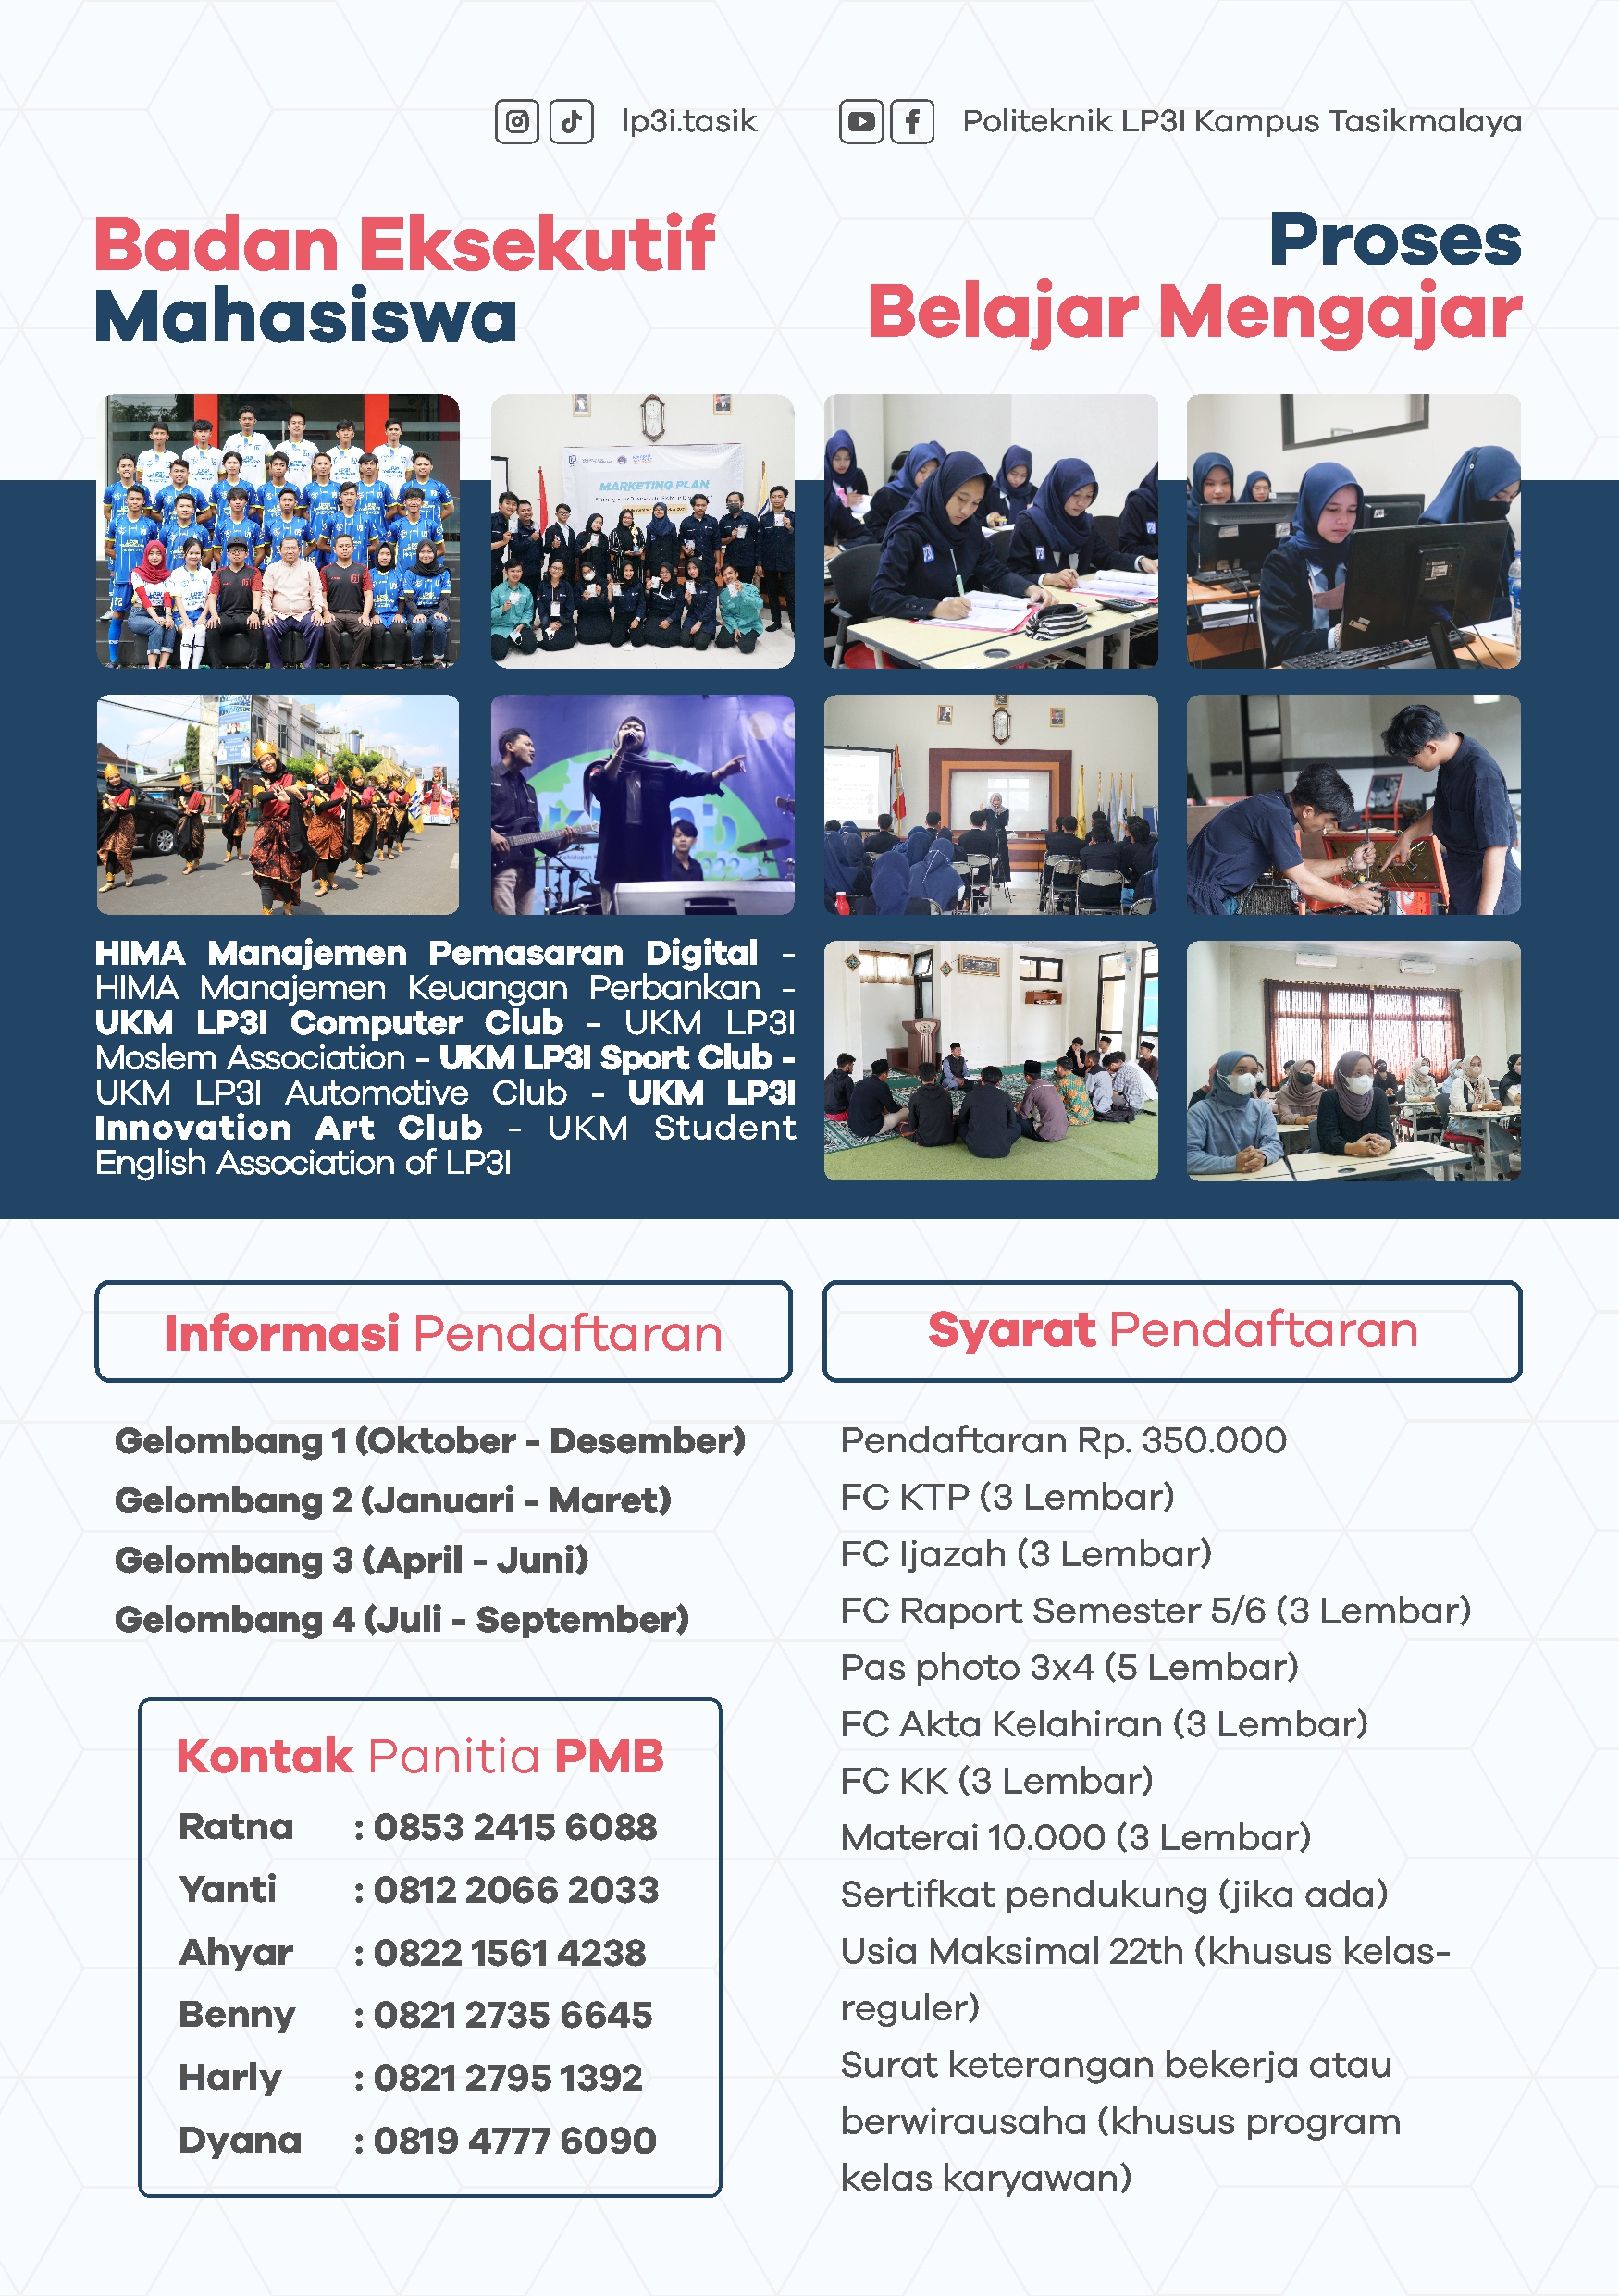 lp3i.tasik
Politeknik LP3I Kampus Tasikmalaya
Badan Eksekutif
Mahasiswa
Proses
Belajar Mengajar
MARKETING PLAN
HIMA Manajemen Pemasaran Digital -
HIMA Manajemen Keuangan Perbankan -
UKM LP3I Computer Club - UKM LP3I
Moslem Association - UKM LP3I Sport Club -
UKM LP3I Automotive Club - UKM LP3I
Innovation Art Club - UKM Student
English Association of LP3I
Informasi Pendaftaran
Gelombang 1 (Oktober - Desember)
Gelombang 2 (Januari - Maret)
Gelombang 3 (April - Juni)
Gelombang 4 (Juli - September)
Kontak Panitia PMB
Ratna : 0853 2415 6088
Yanti : 0812 2066 2033
Ahyar : 0822 1561 4238
Benny : 0821 2735 6645
Harly : 0821 2795 1392
Dyana : 0819 4777 6090
Syarat Pendaftaran
Pendaftaran Rp. 350.000
FC KTP (3 Lembar)
FC Ijazah (3 Lembar)
FC Raport Semester 5/6 (3 Lembar)
Pas photo 3x4 (5 Lembar)
FC Akta Kelahiran (3 Lembar)
FC KK (3 Lembar)
Materai 10.000 (3 Lembar)
Sertifkat pendukung (jika ada)
Usia Maksimal 22th (khusus kelas-
reguler)
Surat keterangan bekerja atau
berwirausaha (khusus program
kelas karyawan)